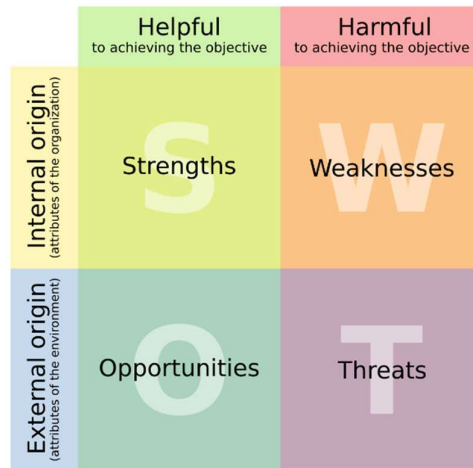 Helpful
to achieving the objective
Harmful
to achieving the objective
Internal origin
(attributes of the organization)
S
Strengths
W
Weaknesses
External origin
(attributes of the environment)
O
Opportunities
T
Threats